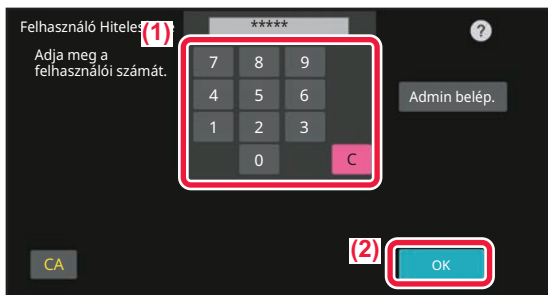 Felhasználó Hiteles
(1)
*****
?
Adja meg a
felhasználói számát.
7 8 9
4 5 6
1 2 3
0 C
Admin belép.
(2)
CA
OK